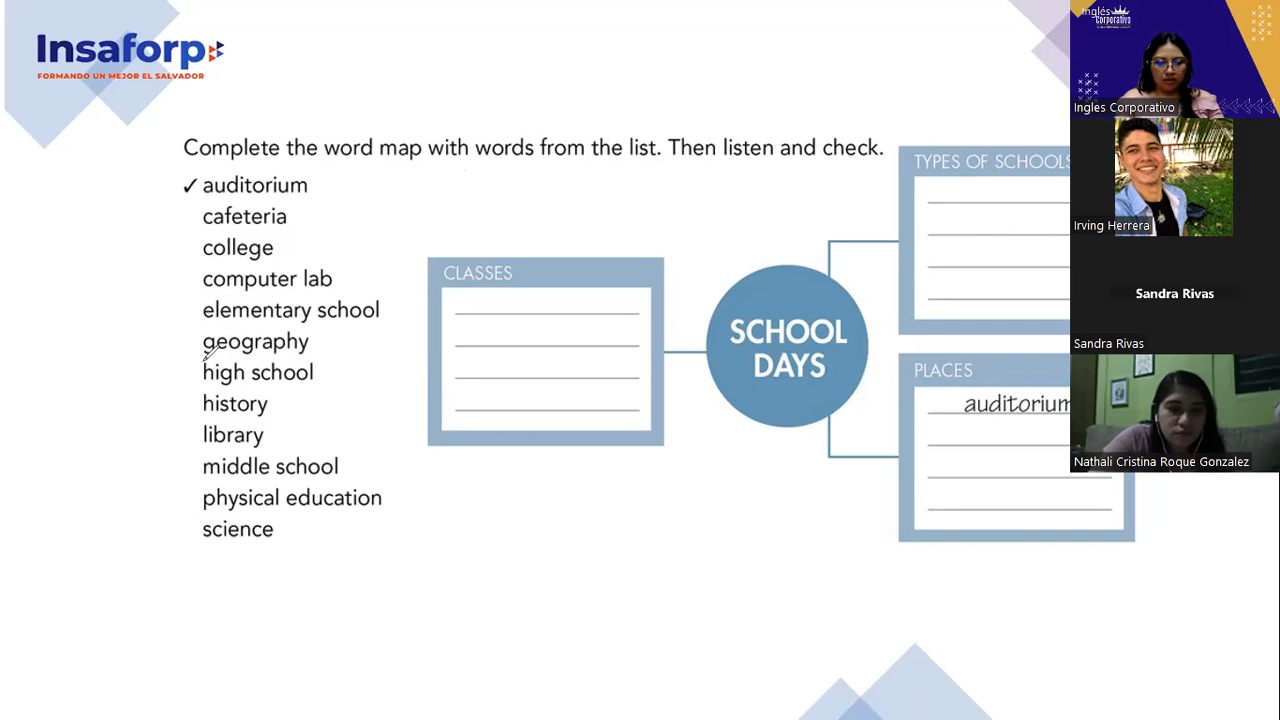 Insaforp
FORMANDO UN MEJOR EL SALVADOR
Complete the word map with words from the list. Then listen and check.
✓ auditorium
cafeteria
college
computer lab
elementary school
geography
high school
history
library
middle school
physical education
science
CLASSES
SCHOOL
DAYS
TYPES OF SCHOOLS
PLACES
auditorium
Inglés
Corporativo
Ingles Corporativo
Irving Herrera
Sandra Rivas
Sandra Rivas
Nathali Cristina Roque Gonzalez